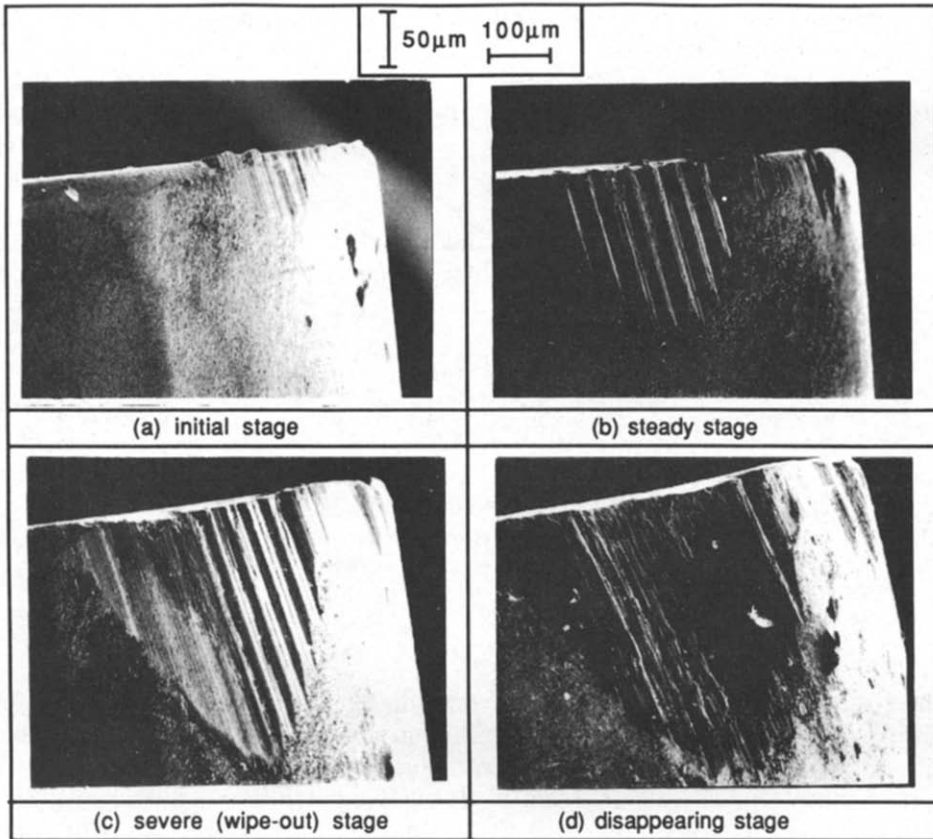 50μm 100μm
(a) initial stage
(b) steady stage
(c) severe (wipe-out) stage
(d) disappearing stage